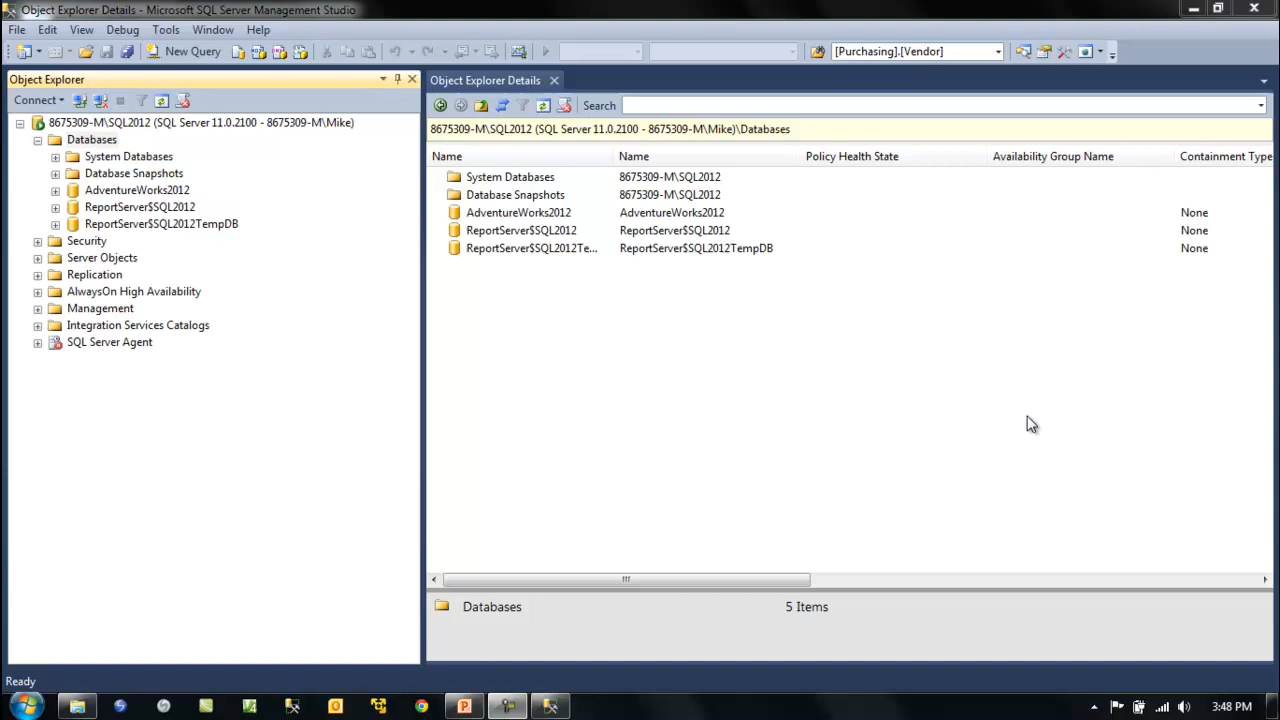 Object Explorer Details - Microsoft SQL Server Management Studio
File Edit View Debug Tools Window Help
New Query [Purchasing].[Vendor]
Object Explorer
Connect
8675309-M\SQL2012 (SQL Server 11.0.2100 - 8675309-M\Mike)
Databases
System Databases
Database Snapshots
AdventureWorks2012
ReportServer$SQL2012
ReportServer$SQL2012TempDB
Security
Server Objects
Replication
AlwaysOn High Availability
Management
Integration Services Catalogs
SQL Server Agent
Object Explorer Details
Search
8675309-M\SQL2012 (SQL Server 11.0.2100 - 8675309-M\Mike)\Databases
Name Name Policy Health State Availability Group Name Containment Type
System Databases 8675309-M\SQL2012
Database Snapshots 8675309-M\SQL2012
AdventureWorks2012 AdventureWorks2012 None
ReportServer$SQL2012 ReportServer$SQL2012 None
ReportServer$SQL2012Te... ReportServer$SQL2012TempDB None
Databases 5 Items
Ready
3:48 PM